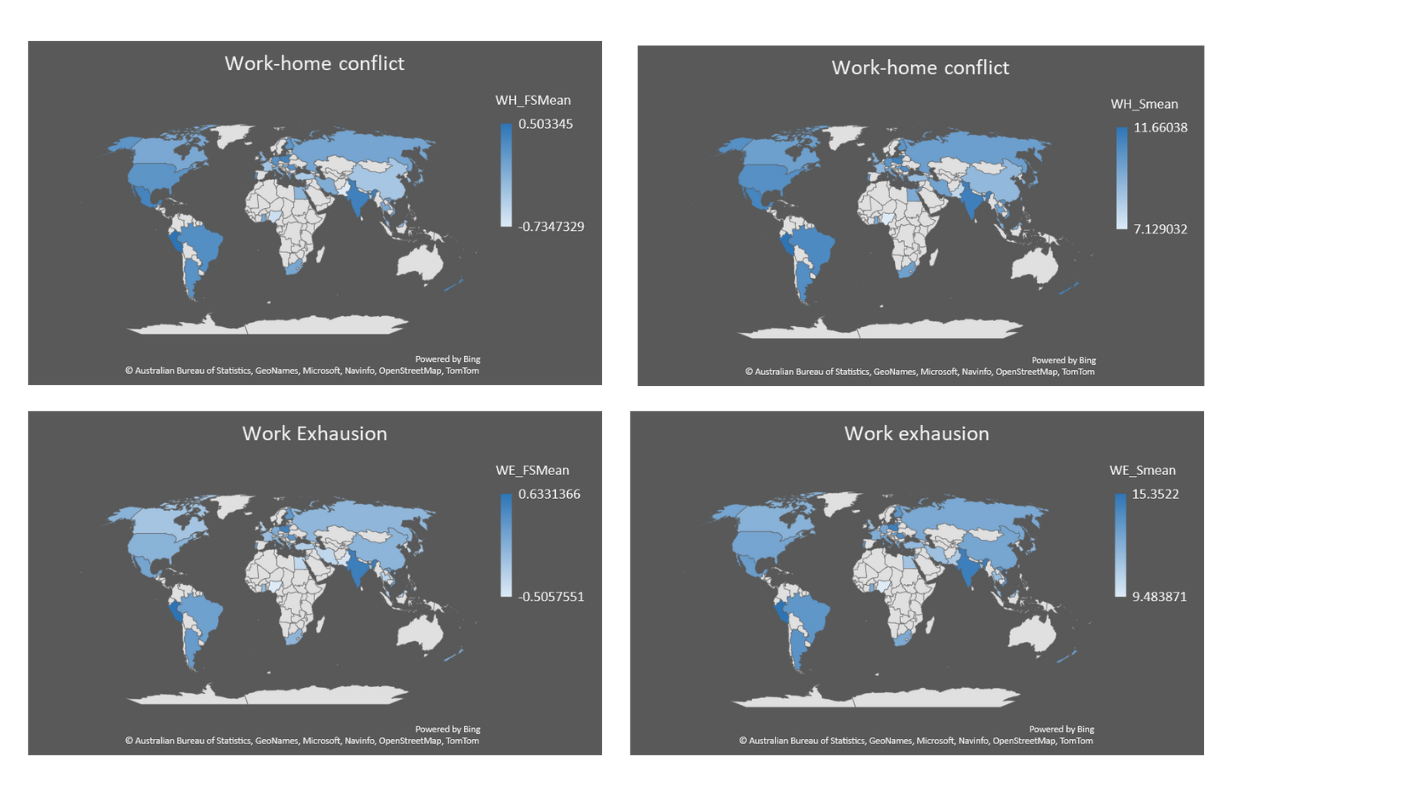 Work-home conflict
WH_FSMean
0.503345
-0.7347329
Powered by Bing
© Australian Bureau of Statistics, GeoNames, Microsoft, Navinfo, OpenStreetMap, TomTom
Work-home conflict
WH_Smean
11.66038
7.129032
Powered by Bing
© Australian Bureau of Statistics, GeoNames, Microsoft, Navinfo, OpenStreetMap, TomTom
Work Exhausion
WE_FSMean
0.6331366
-0.5057551
Powered by Bing
© Australian Bureau of Statistics, GeoNames, Microsoft, Navinfo, OpenStreetMap, TomTom
Work exhausion
WE_Smean
15.3522
9.483871
Powered by Bing
© Australian Bureau of Statistics, GeoNames, Microsoft, Navinfo, OpenStreetMap, TomTom